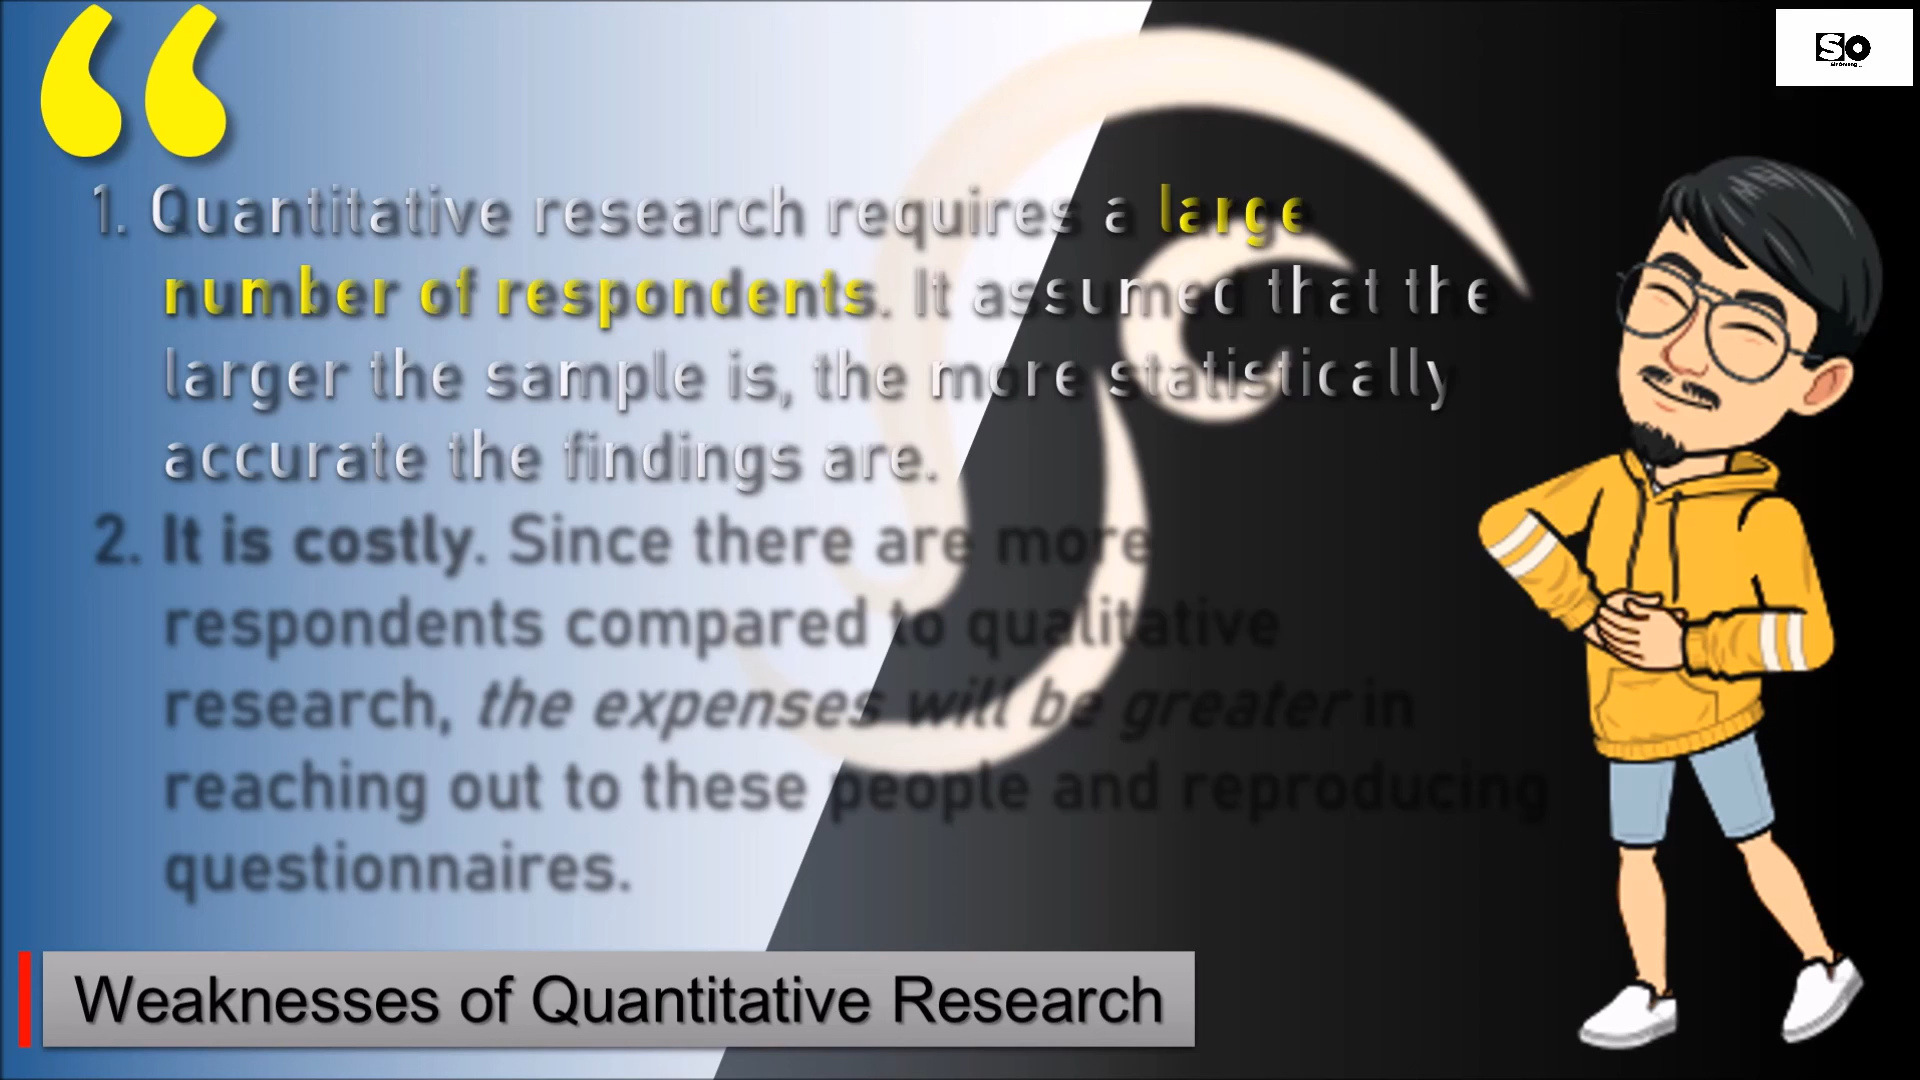 SO
1. Quantitative research requires a large
number of respondents. It assumed that the
larger the sample is, the more statistically
accurate the findings are.
2. It is costly. Since there are more
respondents compared to qualitative
research, the expenses will be greater in
reaching out to these people and reproducing
questionnaires.
Weaknesses of Quantitative Research